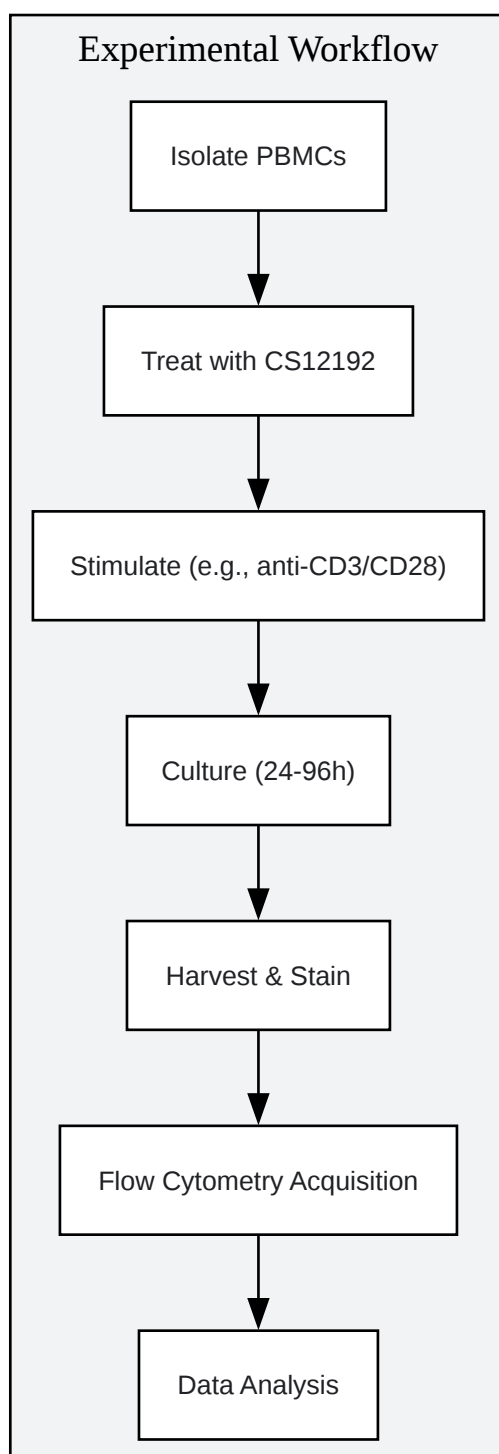 Experimental Workflow
Isolate PBMCs
Treat with CS12192
Stimulate (e.g., anti-CD3/CD28)
Culture (24-96h)
Harvest & Stain
Flow Cytometry Acquisition
Data Analysis